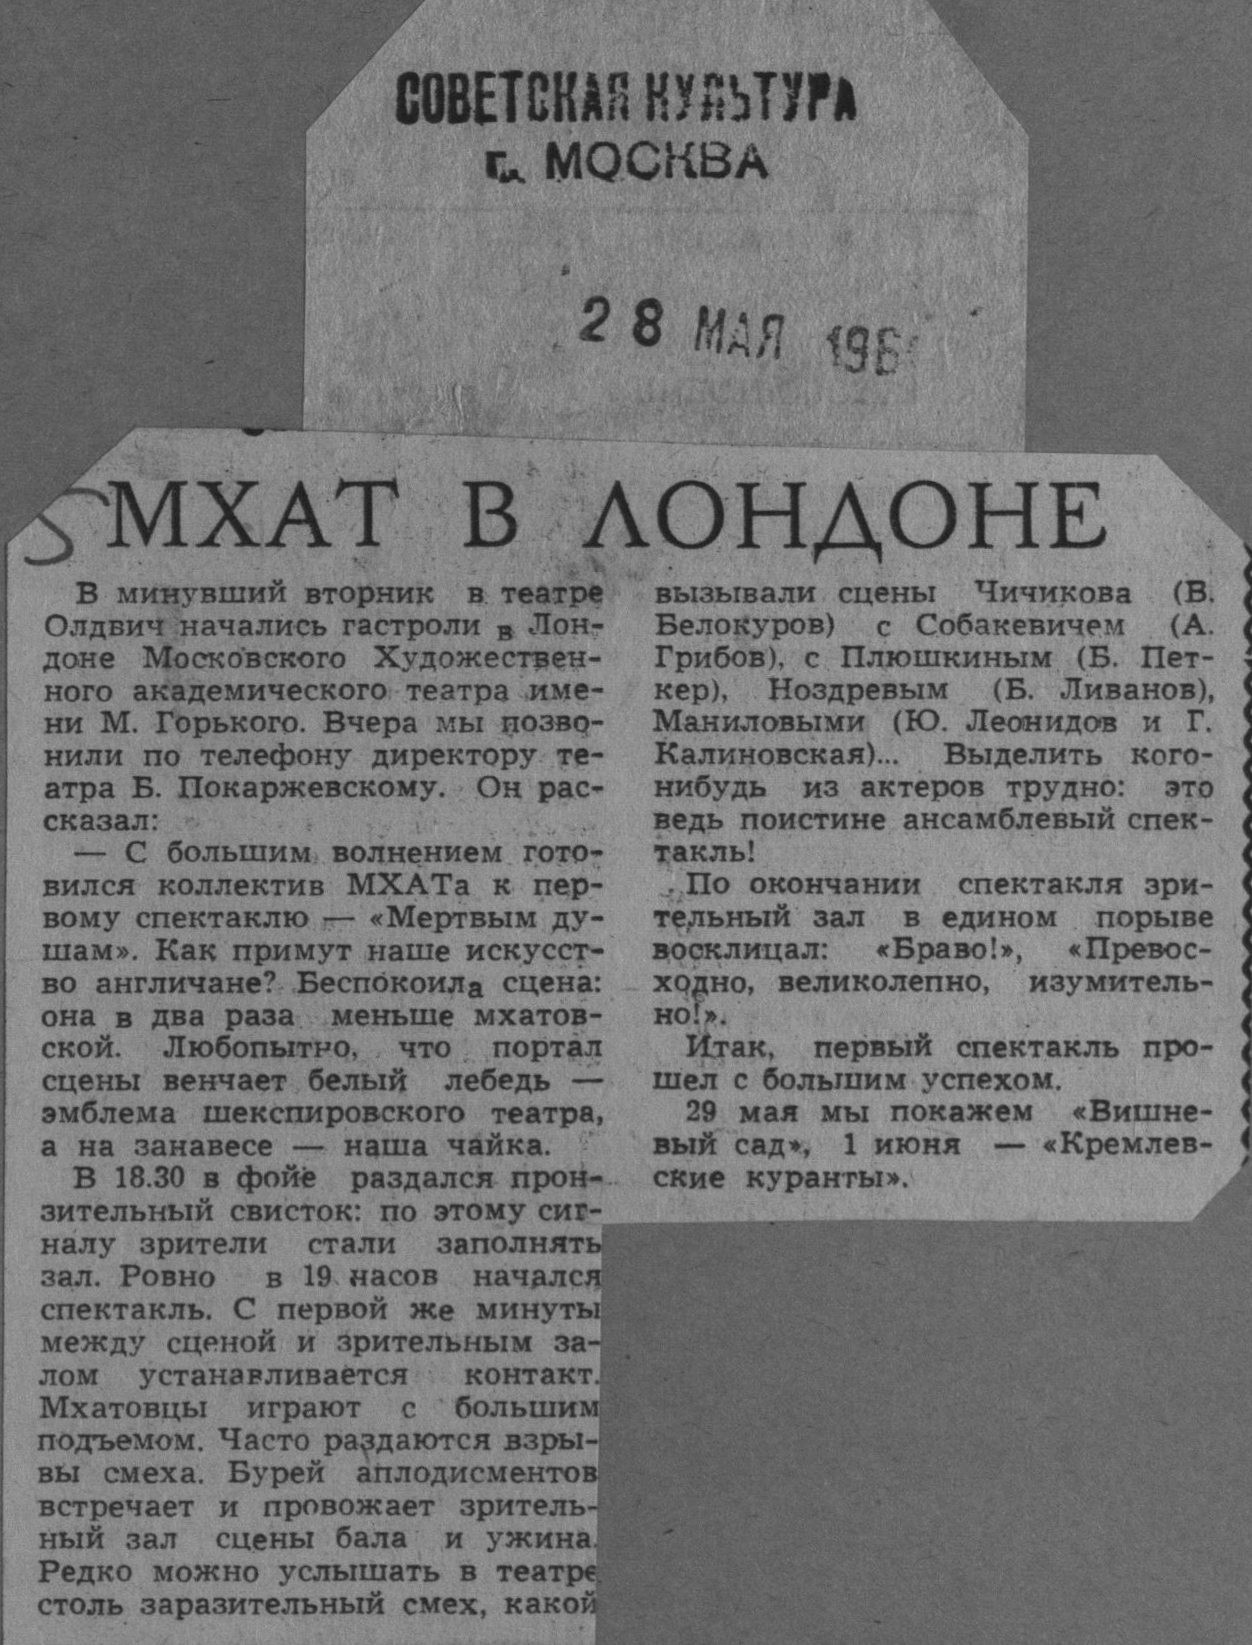 СОВЕТСКАЯ КУЛЬТУРА
г. МОСКВА
28 МАЯ 196
МХАТ В ЛОНДОНЕ
В минувший вторник в театре
Олдвич начались гастроли в Лон-
доне Московского Художествен-
ного академического театра име-
ни М. Горького. Вчера мы позво-
нили по телефону директору те-
атра Б. Покаржевскому. Он рас-
сказал:
— С большим волнением гото-
вился коллектив МХАТа к пер-
вому спектаклю — «Мертвым ду-
шам». Как примут наше искусст-
во англичане? Беспокоила сцена:
она в два раза меньше мхатов-
ской. Любопытно, что портал
сцены венчает белый лебедь —
эмблема шекспировского театра,
а на занавесе — наша чайка.
В 18.30 в фойе раздался прон-
зительный свисток: по этому сиг-
налу зрители стали заполнять
зал. Ровно в 19 часов начался
спектакль. С первой же минуты
между сценой и зрительным за-
лом устанавливается контакт.
Мхатовцы играют с большим
подъемом. Часто раздаются взры-
вы смеха. Бурей аплодисментов
встречает и провожает зритель-
ный зал сцены бала и ужина.
Редко можно услышать в театре
столь заразительный смех, какой
вызывали сцены Чичикова (В.
Белокуров) с Собакевичем (А.
Грибов), с Плюшкиным (Б. Пет-
кер), Ноздревым (Б. Ливанов),
Маниловыми (Ю. Леонидов и Г.
Калиновская)... Выделить кого-
нибудь из актеров трудно: это
ведь поистине ансамблевый спек-
такль!
По окончании спектакля зри-
тельный зал в едином порыве
восклицал: «Браво!», «Превос-
ходно, великолепно, изумитель-
но!».
Итак, первый спектакль про-
шел с большим успехом.
29 мая мы покажем «Вишне-
вый сад», 1 июня — «Кремлев-
ские куранты».